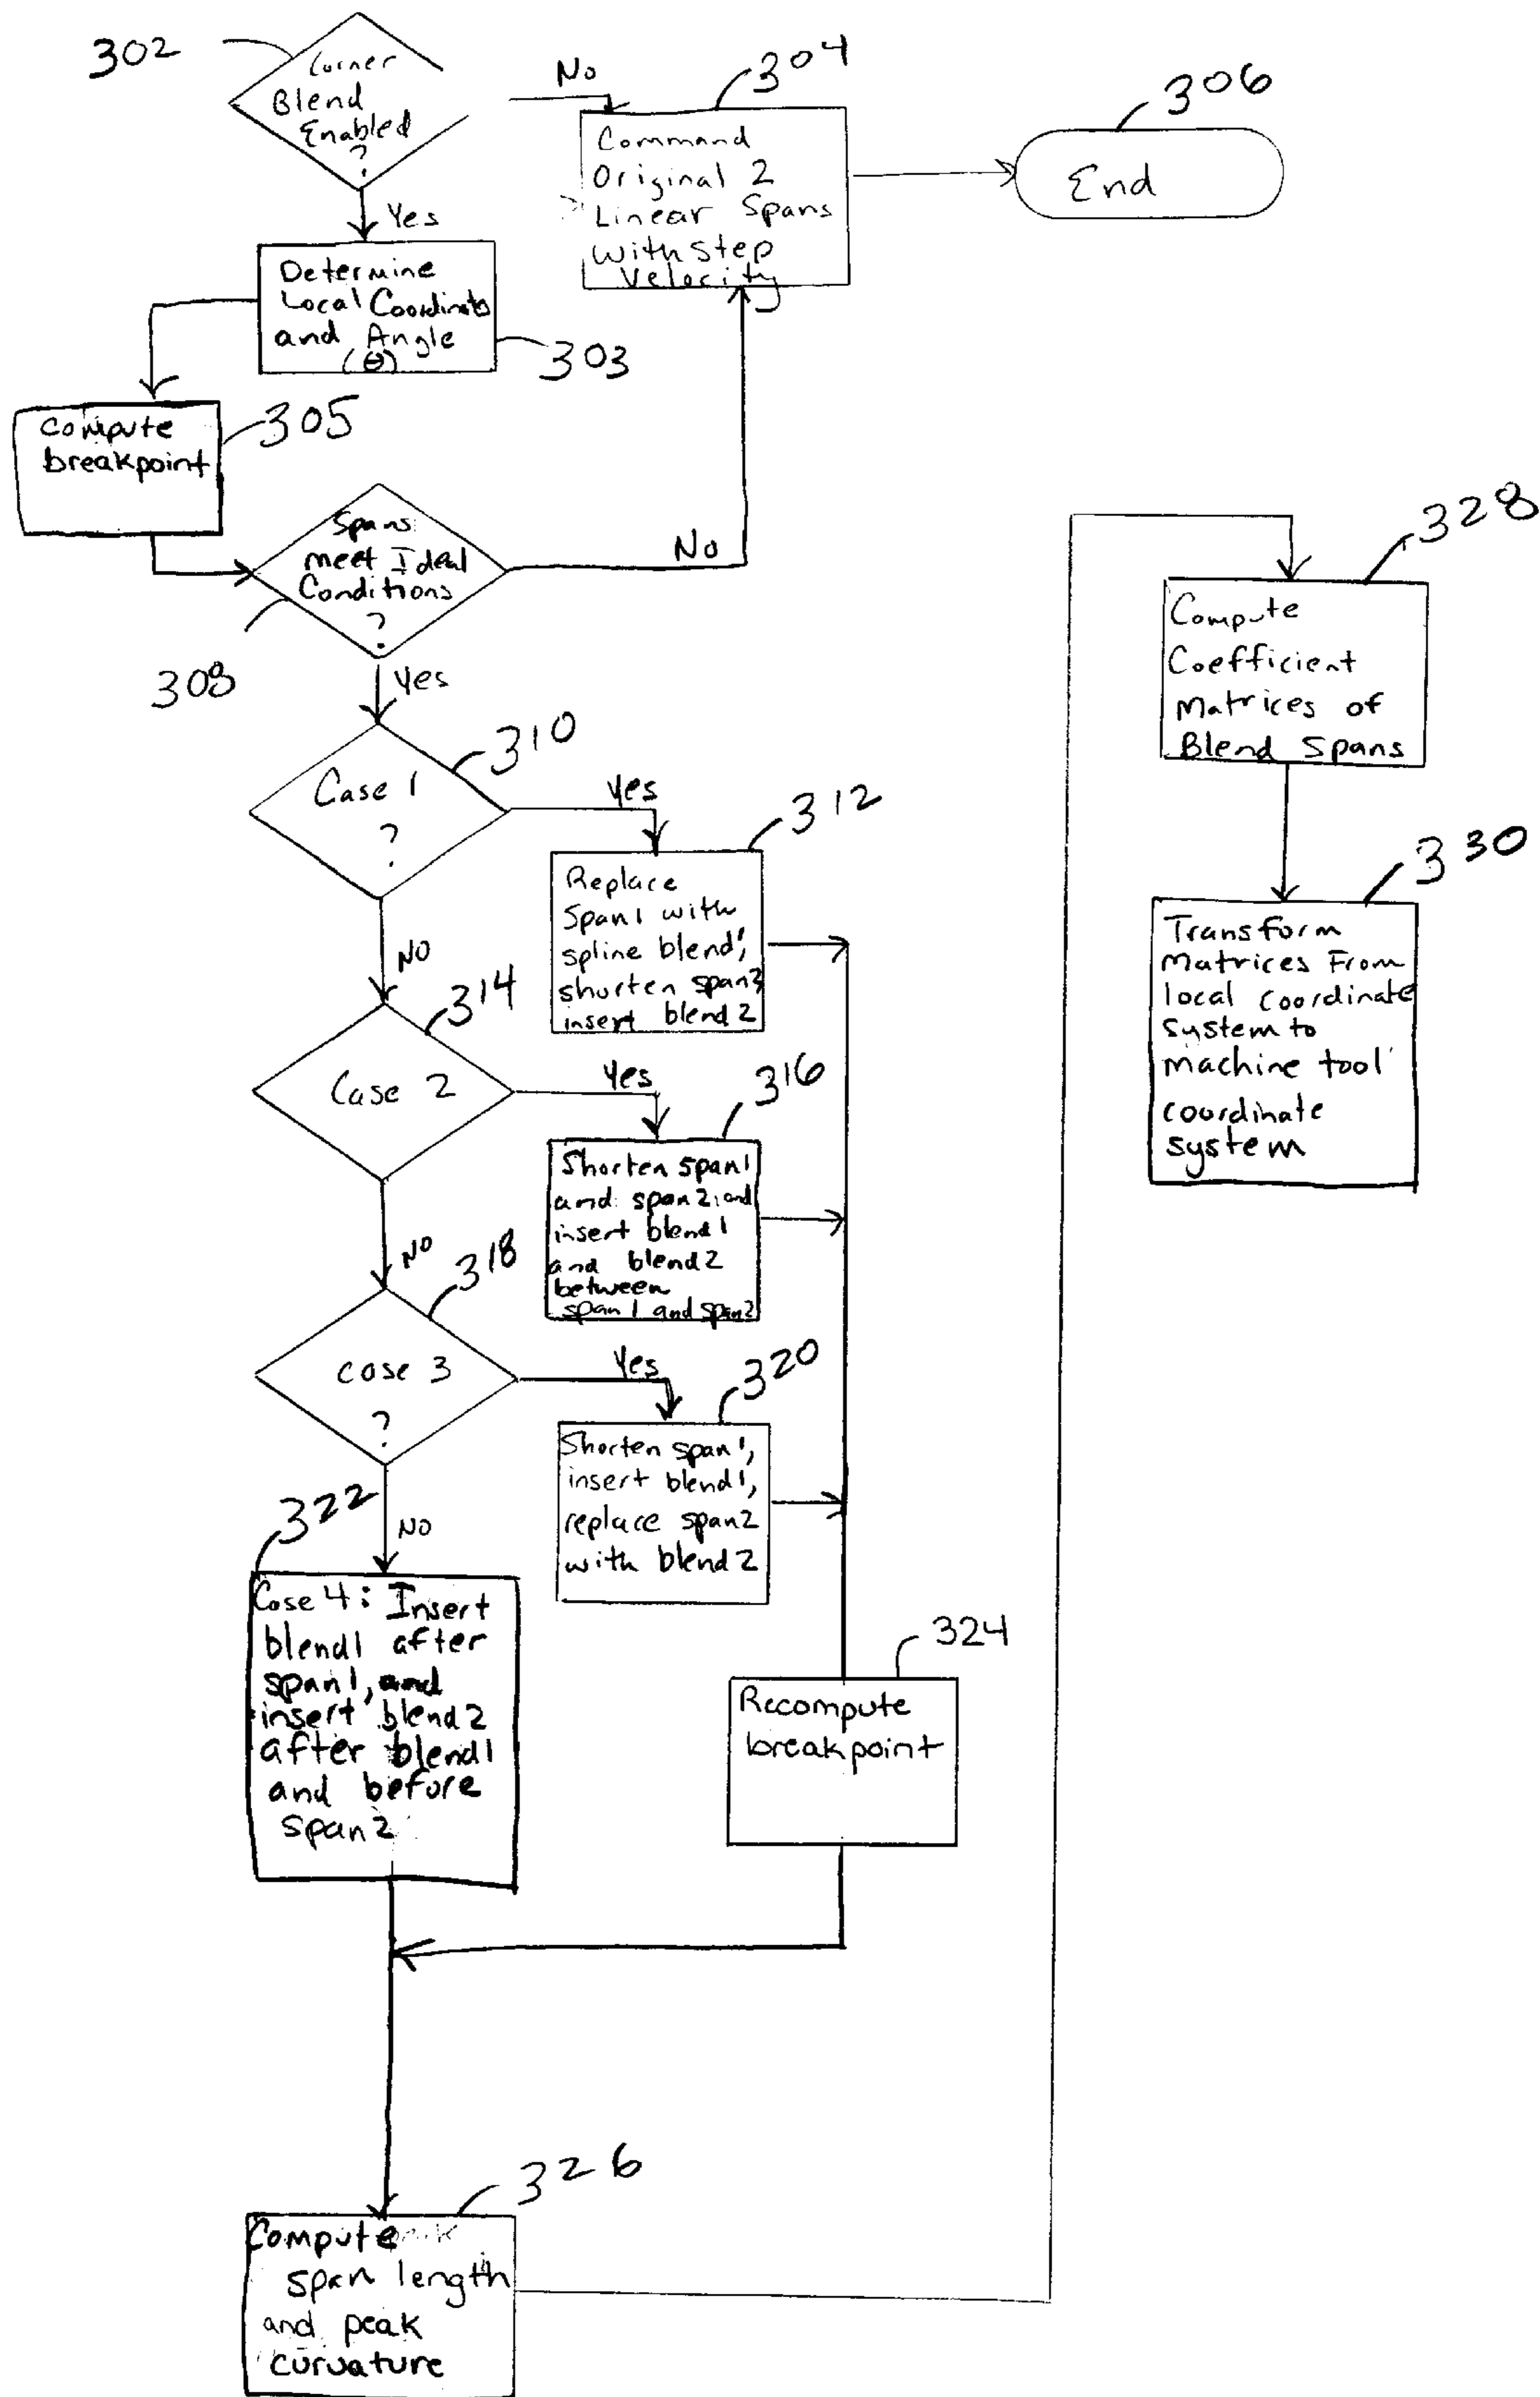 302
Corner
Blend
Enabled
?
No
304
Command
Original 2
Linear Spans
with step
Velocity
306
End
Yes
Determine
Local Coordinates
and Angle
(θ)
303
Compute
breakpoint
305
Spans
meet Ideal
Conditions
?
308
No
Yes
Case 1
?
310
Yes
312
Replace
Span1 with
spline blend1,
shorten span2,
insert blend2
NO
314
Case 2
Yes
316
Shorten span1
and span2, and
insert blend1
and blend2
between
span1 and span2
NO
318
case 3
?
Yes
320
Shorten span1,
insert blend1,
replace span2
with blend2
NO
322
Case 4: Insert
blend1 after
span1, and
insert blend2
after blend1
and before
span2
324
Recompute
breakpoint
326
Compute
span length
and peak
curvature
328
Compute
Coefficient
Matrices of
Blend Spans
330
Transform
Matrices From
local coordinate
system to
machine tool
coordinate
system